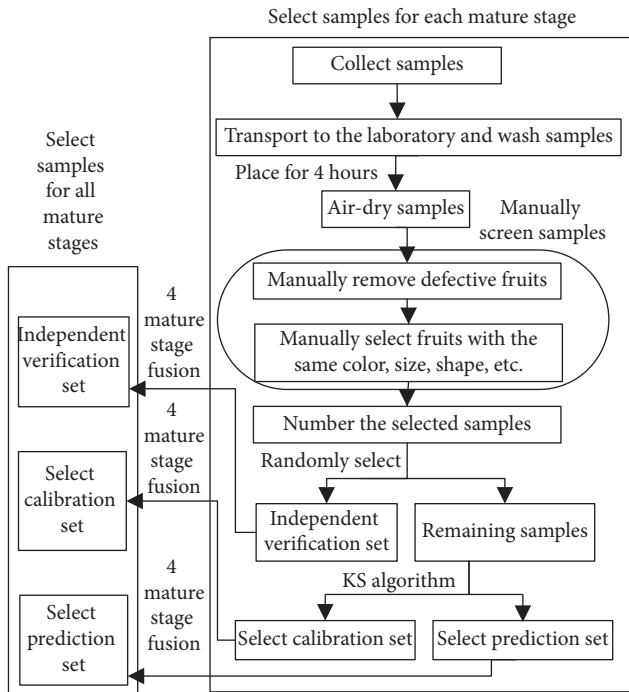 Select samples for each mature stage
Collect samples
Transport to the laboratory and wash samples
Place for 4 hours
Air-dry samples
Manually
screen samples
Manually remove defective fruits
Manually select fruits with the
same color, size, shape, etc.
Number the selected samples
Randomly select
Independent
verification set
Remaining samples
KS algorithm
Select calibration set
Select prediction set
4
mature
stage
fusion
4
mature
stage
fusion
4
mature
stage
fusion
Select
samples
for all
mature
stages
Independent
verification
set
Select
calibration
set
Select
prediction
set